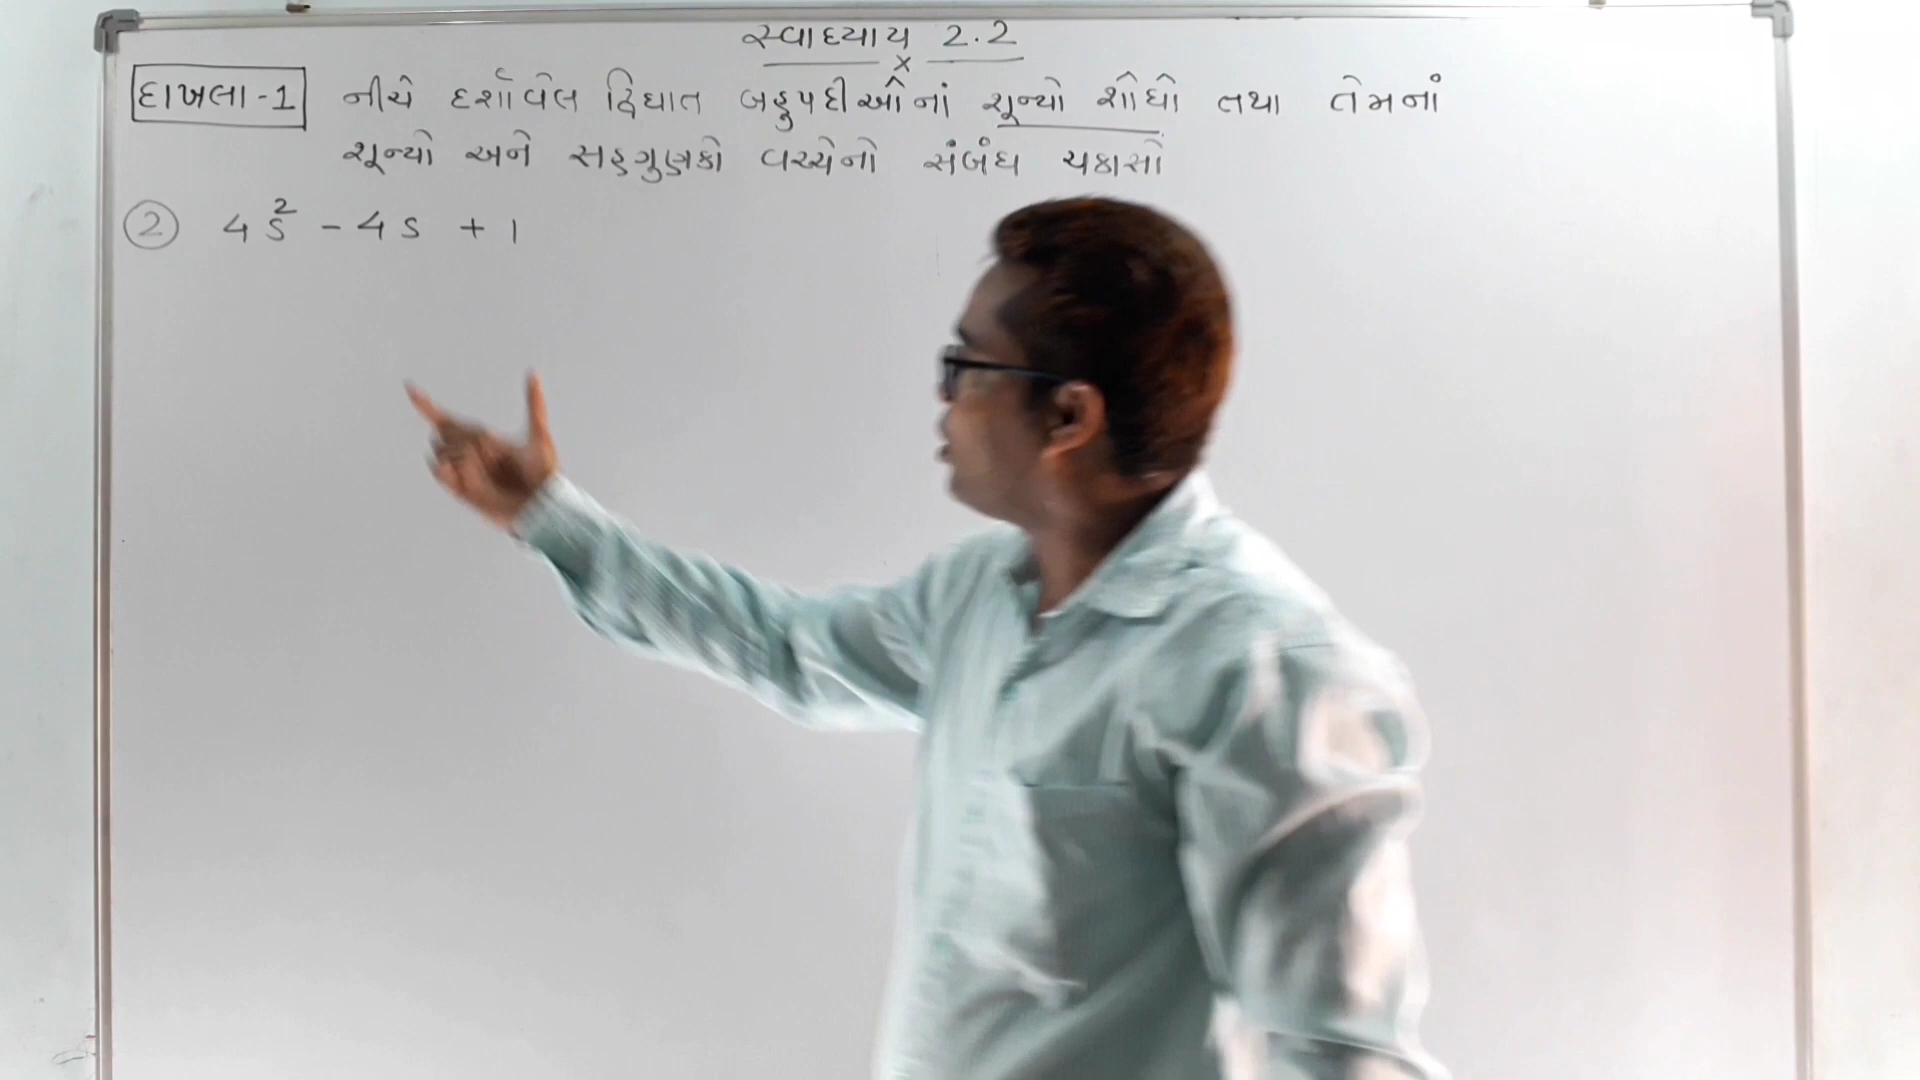 સ્વાધ્યાય 2.2
દાખલા-1 નીચે દર્શાવેલ દ્વિઘાત બહુપદીઓનાં શૂન્યો શોધો તથા તેમનાં
શૂન્યો અને સહગુણકો વચ્ચેનો સંબંધ ચકાસો
② 4s² - 4s + 1